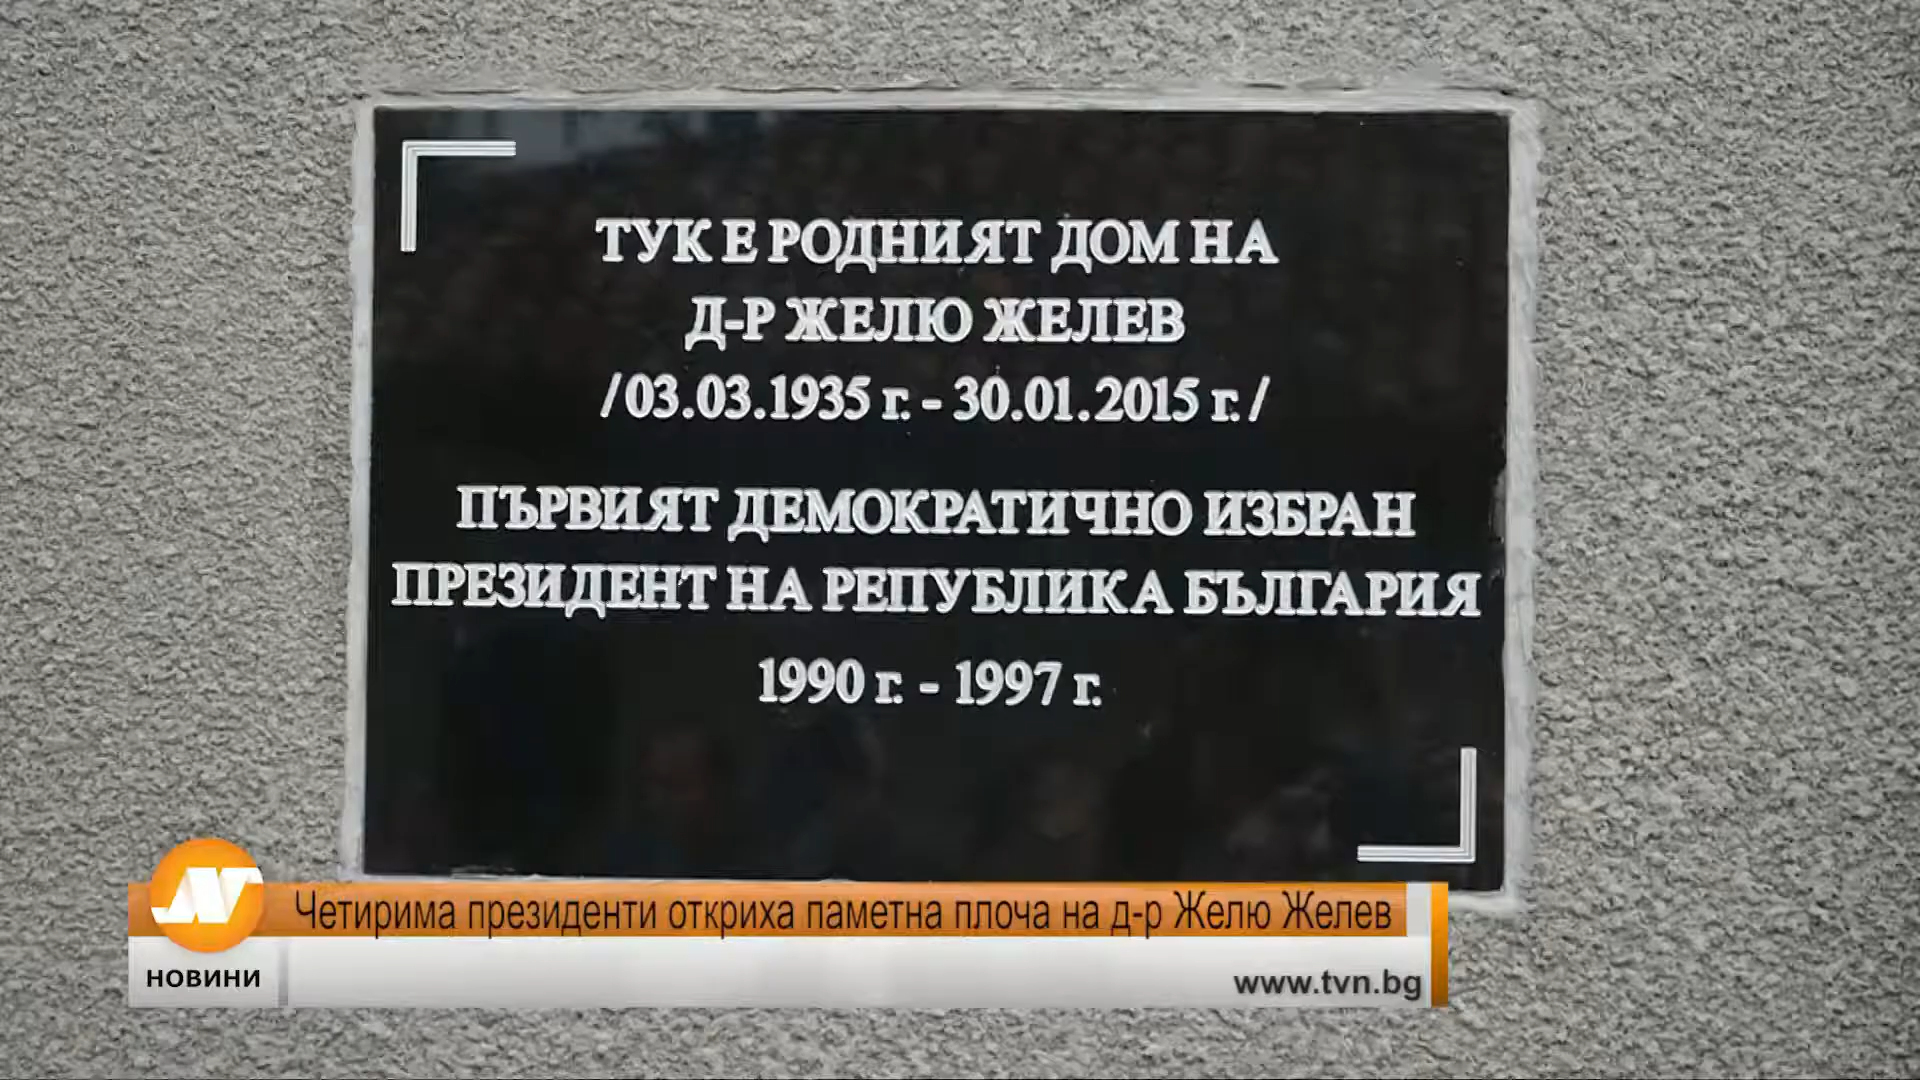 ТУК Е РОДНИЯТ ДОМ НА
Д-Р ЖЕЛЮ ЖЕЛЕВ
/03.03.1935 г. - 30.01.2015 г. /
ПЪРВИЯТ ДЕМОКРАТИЧНО ИЗБРАН
ПРЕЗИДЕНТ НА РЕПУБЛИКА БЪЛГАРИЯ
1990 г. - 1997 г.
Четирима президенти откриха паметна плоча на д-р Желю Желев
НОВИНИ
www.tvn.bg